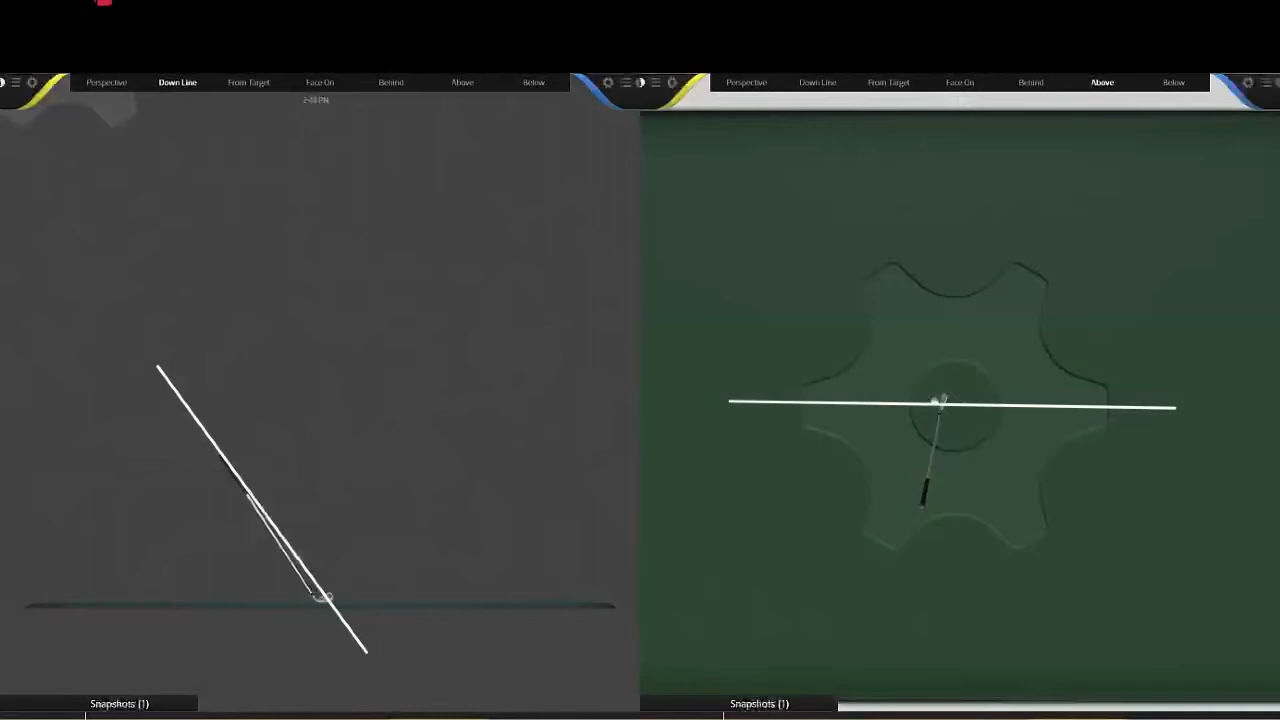 Perspective Down Line From Target Face On Behind Above Below
Perspective Down Line From Target Face On Behind Above Below
Snapshots (1)
Snapshots (1)